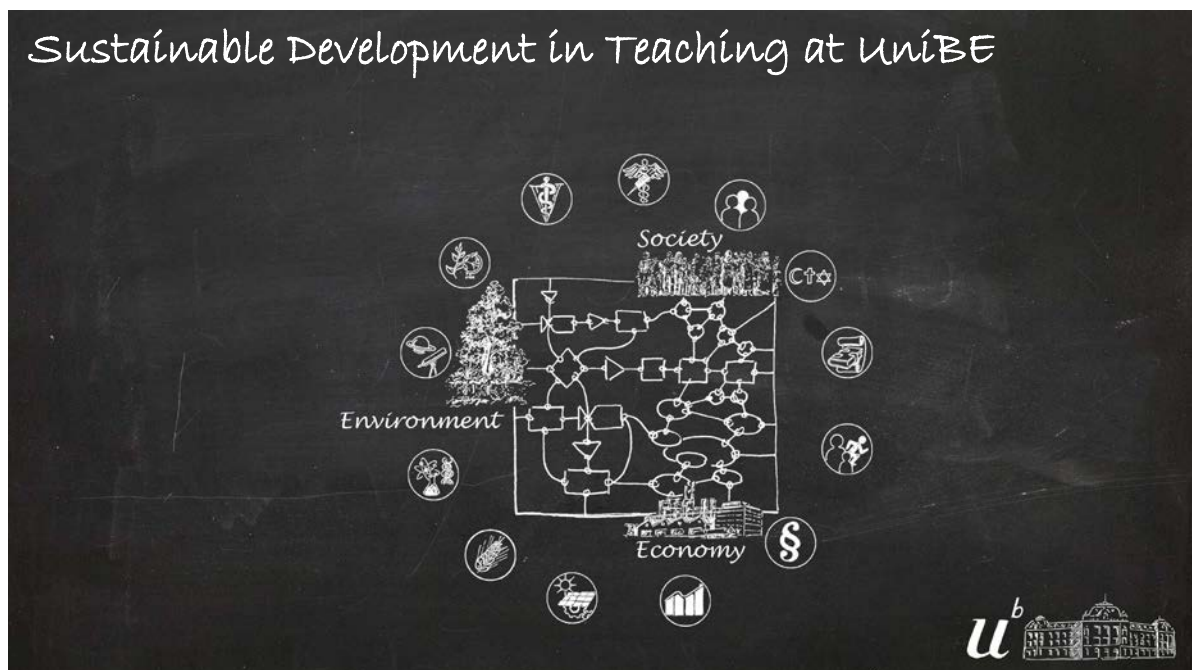 Sustainable Development in Teaching at UniBE
Society
Environment
§
Economy
u
b